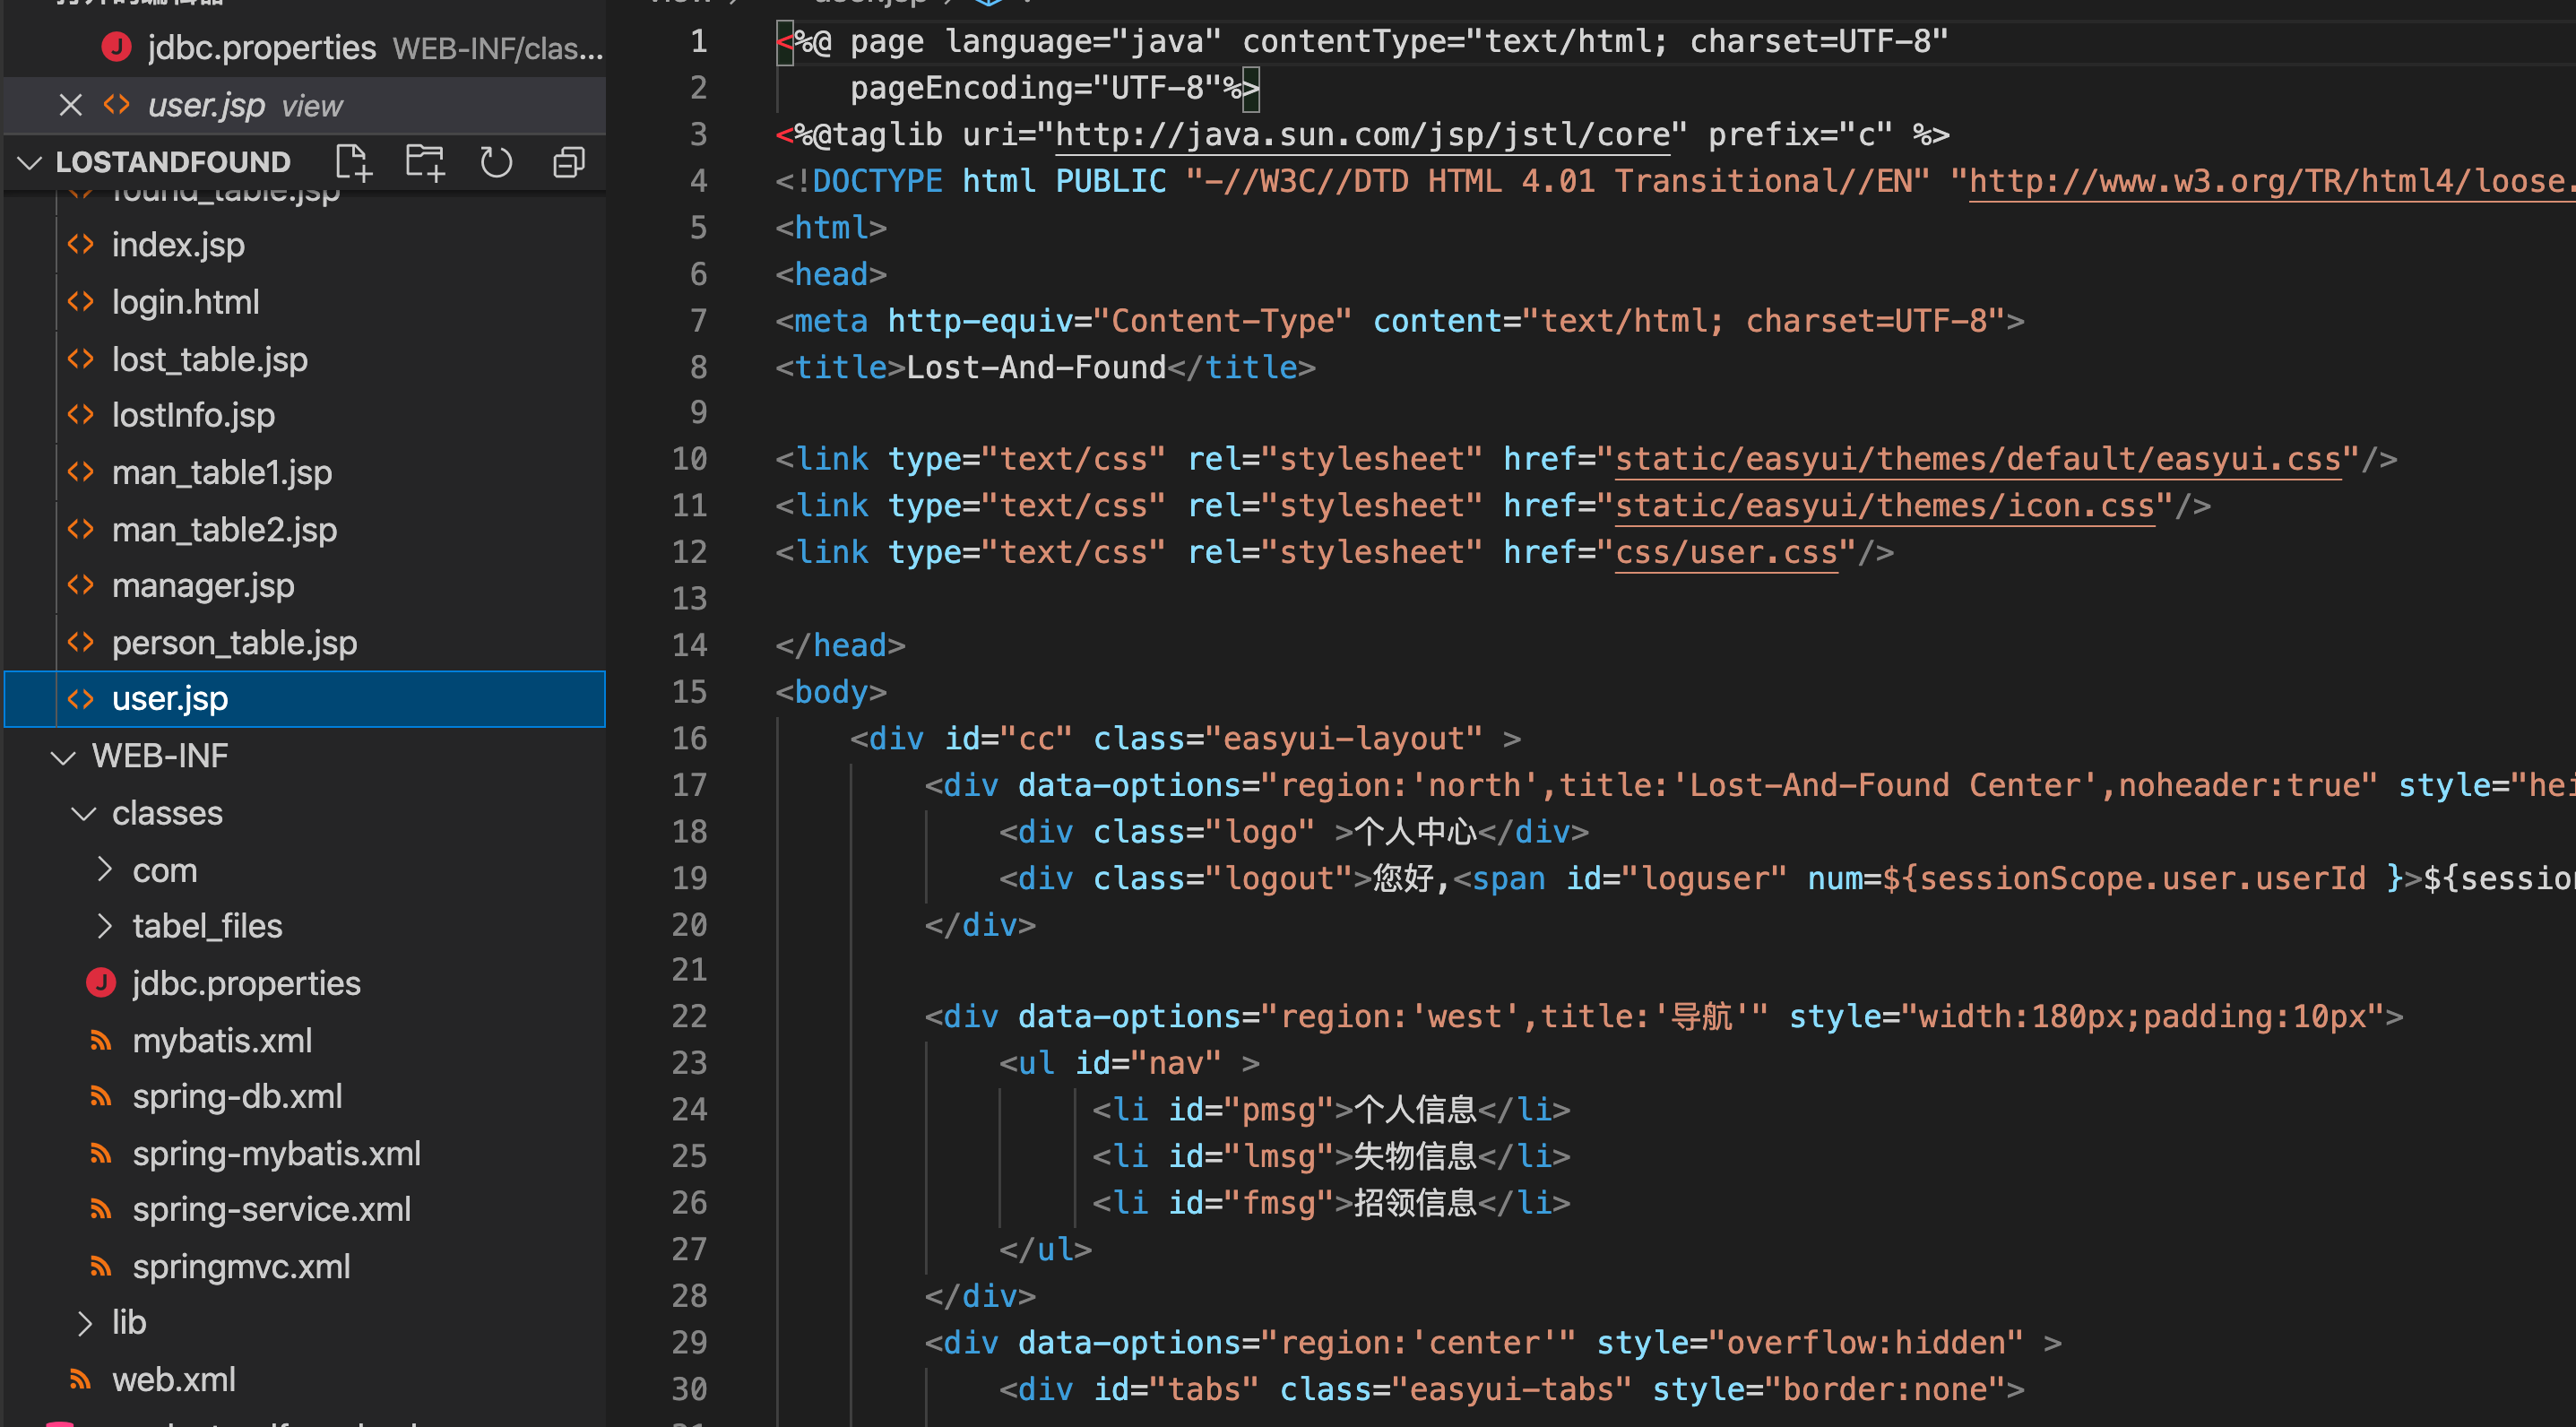 打开的编辑器
jdbc.properties WEB-INF/clas...
user.jsp view
LOSTANDFOUND
found_table.jsp
index.jsp
login.html
lost_table.jsp
lostInfo.jsp
man_table1.jsp
man_table2.jsp
manager.jsp
person_table.jsp
user.jsp
WEB-INF
classes
com
tabel_files
jdbc.properties
mybatis.xml
spring-db.xml
spring-mybatis.xml
spring-service.xml
springmvc.xml
lib
web.xml
view user.jsp
1 <%@ page language="java" contentType="text/html; charset=UTF-8"
2 pageEncoding="UTF-8"%>
3 <%@taglib uri="http://java.sun.com/jsp/jstl/core" prefix="c" %>
4 <!DOCTYPE html PUBLIC "-//W3C//DTD HTML 4.01 Transitional//EN" "http://www.w3.org/TR/html4/loose.
5 <html>
6 <head>
7 <meta http-equiv="Content-Type" content="text/html; charset=UTF-8">
8 <title>Lost-And-Found</title>
9
10 <link type="text/css" rel="stylesheet" href="static/easyui/themes/default/easyui.css"/>
11 <link type="text/css" rel="stylesheet" href="static/easyui/themes/icon.css"/>
12 <link type="text/css" rel="stylesheet" href="css/user.css"/>
13
14 </head>
15 <body>
16 <div id="cc" class="easyui-layout" >
17 <div data-options="region:'north',title:'Lost-And-Found Center',noheader:true" style="hei
18 <div class="logo" >个人中心</div>
19 <div class="logout">您好,<span id="loguser" num=${sessionScope.user.userId }>${session
20 </div>
21
22 <div data-options="region:'west',title:'导航'" style="width:180px;padding:10px">
23 <ul id="nav" >
24 <li id="pmsg">个人信息</li>
25 <li id="lmsg">失物信息</li>
26 <li id="fmsg">招领信息</li>
27 </ul>
28 </div>
29 <div data-options="region:'center'" style="overflow:hidden" >
30 <div id="tabs" class="easyui-tabs" style="border:none">